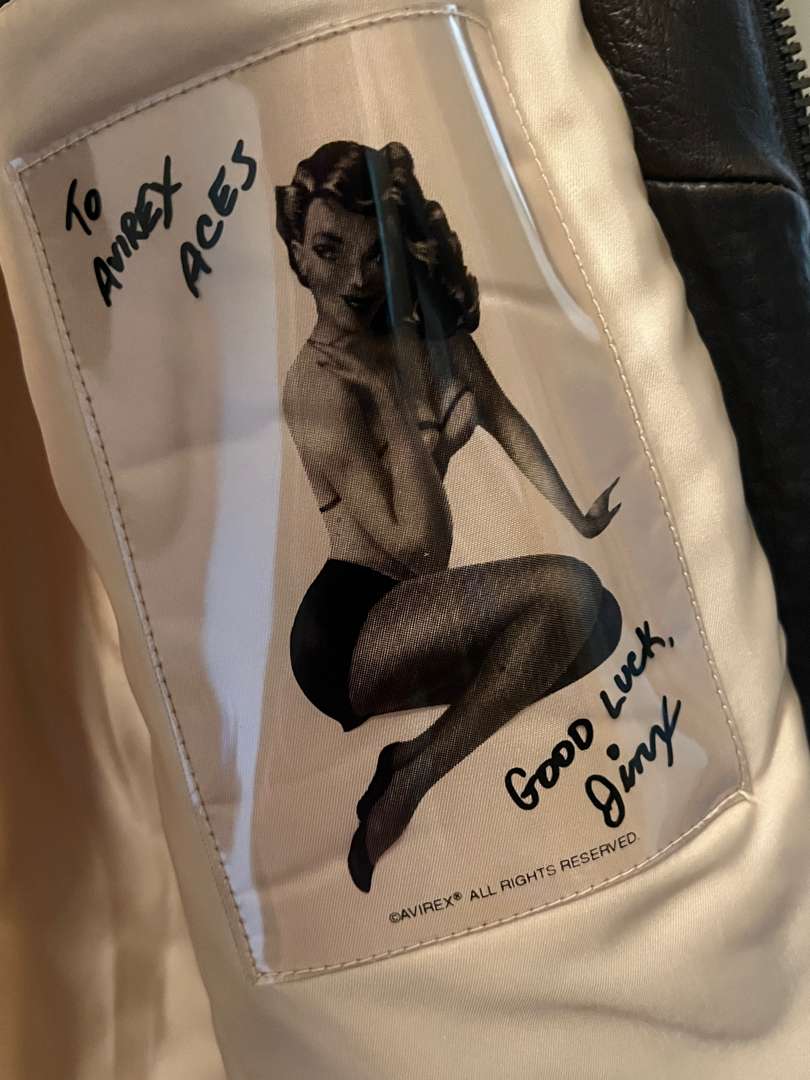 TO
AVIREX
ACES
GOOD LUCK,
Jinx
©AVIREX® ALL RIGHTS RESERVED.